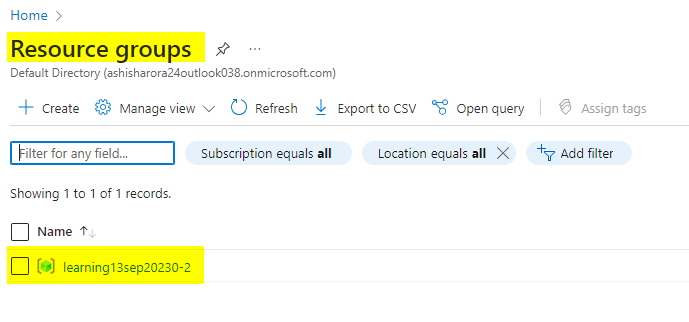 Home >
Resource groups ...
Default Directory (ashisharora24outlook038.onmicrosoft.com)
+ Create Manage view Refresh Export to CSV Open query Assign tags
Filter for any field... Subscription equals all Location equals all Add filter
Showing 1 to 1 of 1 records.
Name ↑↓
learning13sep20230-2